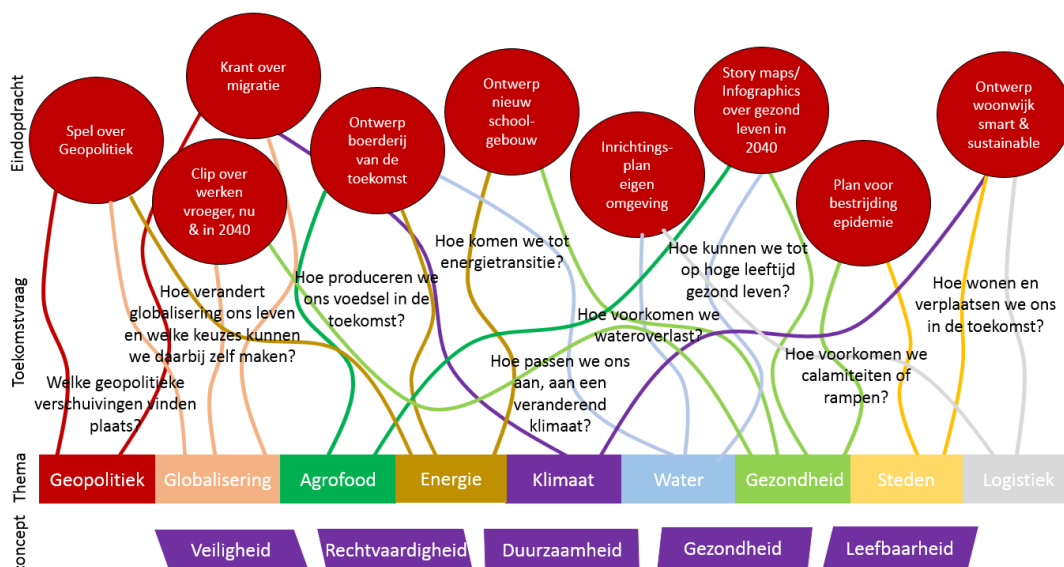 Eindopdracht
Spel over
Geopolitiek
Krant over
migratie
Clip over
werken
vroeger, nu
& in 2040
Ontwerp
boerderij
van de
toekomst
Ontwerp
nieuw
school-
gebouw
Inrichtings-
plan
eigen
omgeving
Story maps/
Infographics
over gezond
leven in
2040
Plan voor
bestrijding
epidemie
Ontwerp
woonwijk
smart &
sustainable
Toekomstvraag
Welke geopolitieke
verschuivingen vinden
plaats?
Hoe verandert
globalisering ons leven
en welke keuzes kunnen
we daarbij zelf maken?
Hoe produceren we
ons voedsel in de
toekomst?
Hoe komen we tot
energietransitie?
Hoe passen we ons
aan, aan een
veranderend
klimaat?
Hoe voorkomen we
wateroverlast?
Hoe kunnen we tot
op hoge leeftijd
gezond leven?
Hoe voorkomen we
calamiteiten of
rampen?
Hoe wonen en
verplaatsen we ons
in de toekomst?
Thema
Geopolitiek
Globalisering
Agrofood
Energie
Klimaat
Water
Gezondheid
Steden
Logistiek
concept
Veiligheid
Rechtvaardigheid
Duurzaamheid
Gezondheid
Leefbaarheid